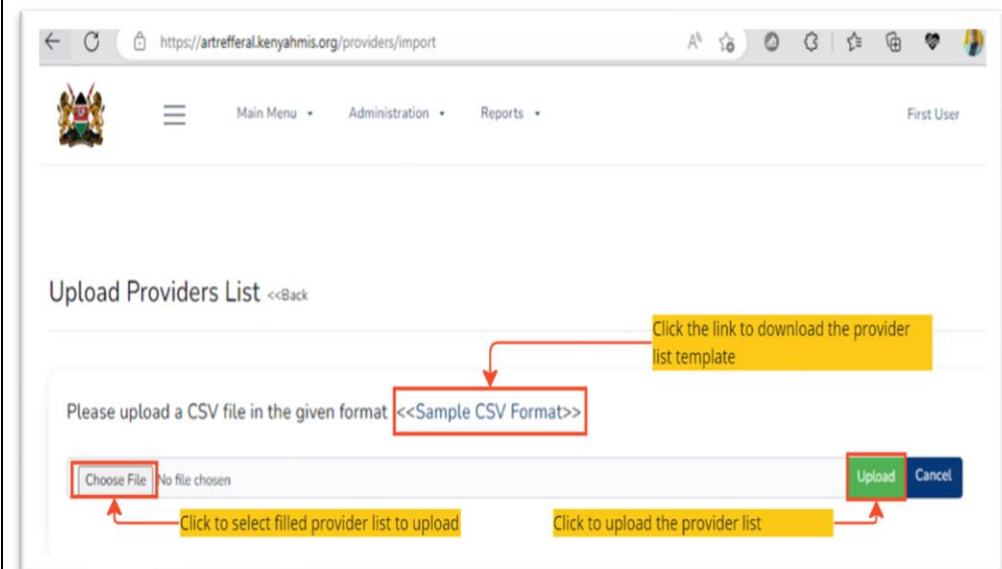 https://artrefferal.kenyahmis.org/providers/import
Main Menu Administration Reports First User
Upload Providers List <<Back
Click the link to download the provider
list template
Please upload a CSV file in the given format <<Sample CSV Format>>
Choose File No file chosen Upload Cancel
Click to select filled provider list to upload Click to upload the provider list